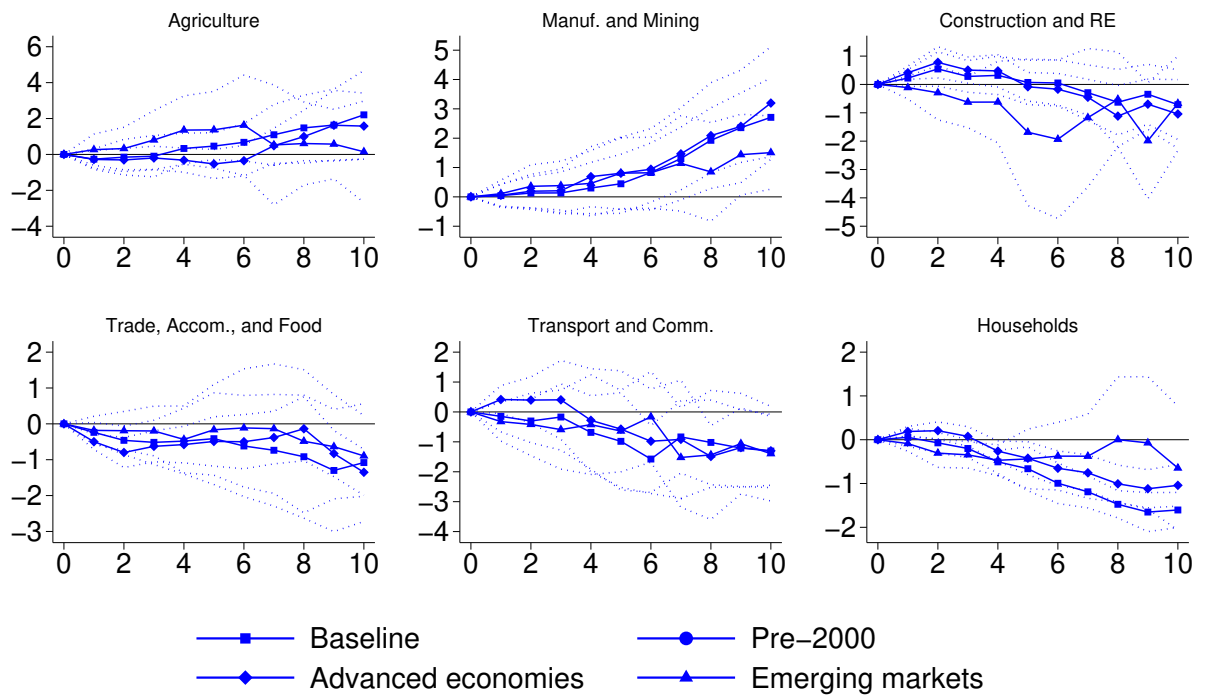 Agriculture
6
4
2
0
−2
−4
0 2 4 6 8 10
Manuf. and Mining
5
4
3
2
1
0
−1
0 2 4 6 8 10
Construction and RE
1
0
−1
−2
−3
−4
−5
0 2 4 6 8 10
Trade, Accom., and Food
2
1
0
−1
−2
−3
0 2 4 6 8 10
Transport and Comm.
2
1
0
−1
−2
−3
−4
0 2 4 6 8 10
Households
2
1
0
−1
−2
0 2 4 6 8 10
Baseline
Pre−2000
Advanced economies
Emerging markets